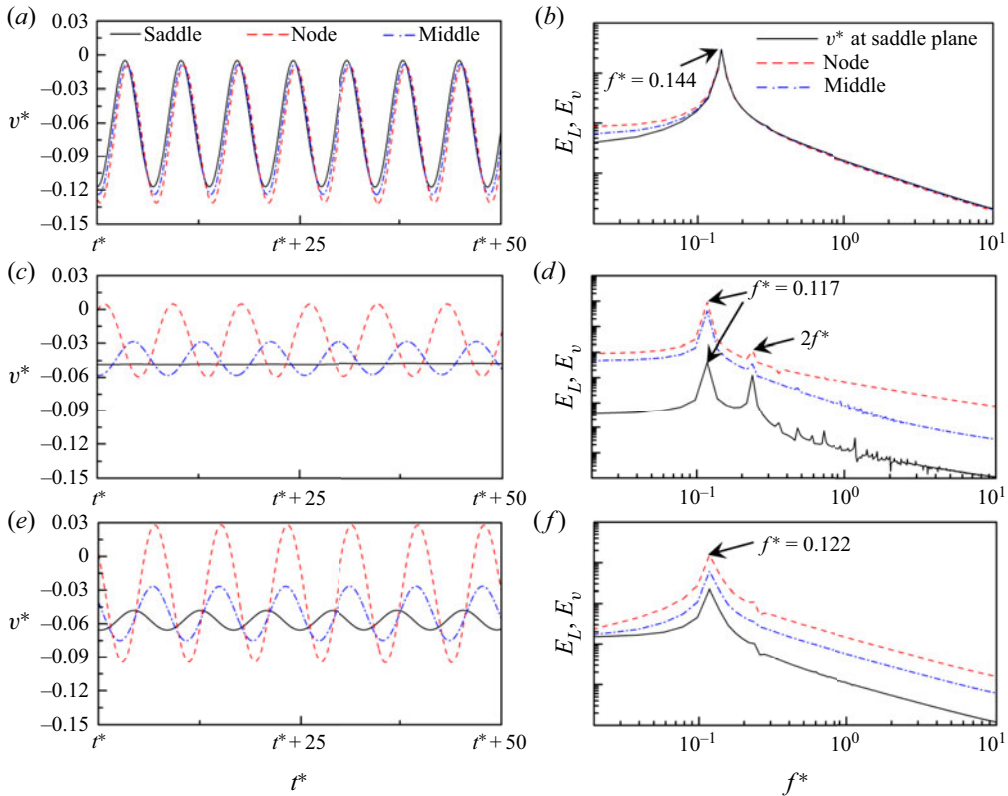 (a)
0.03
0
–0.03
–0.06
–0.09
–0.12
–0.15
v*
Saddle
Node
Middle
t*
t* + 25
t* + 50
(b)
E_L, E_v
f* = 0.144
v* at saddle plane
Node
Middle
10^–1
10^0
10^1
(c)
0.03
0
–0.03
–0.06
–0.09
–0.12
–0.15
v*
t*
t* + 25
t* + 50
(d)
E_L, E_v
f* = 0.117
2f*
10^–1
10^0
10^1
(e)
0.03
0
–0.03
–0.06
–0.09
–0.12
–0.15
v*
t*
t* + 25
t* + 50
t*
(f)
E_L, E_v
f* = 0.122
10^–1
10^0
10^1
f*